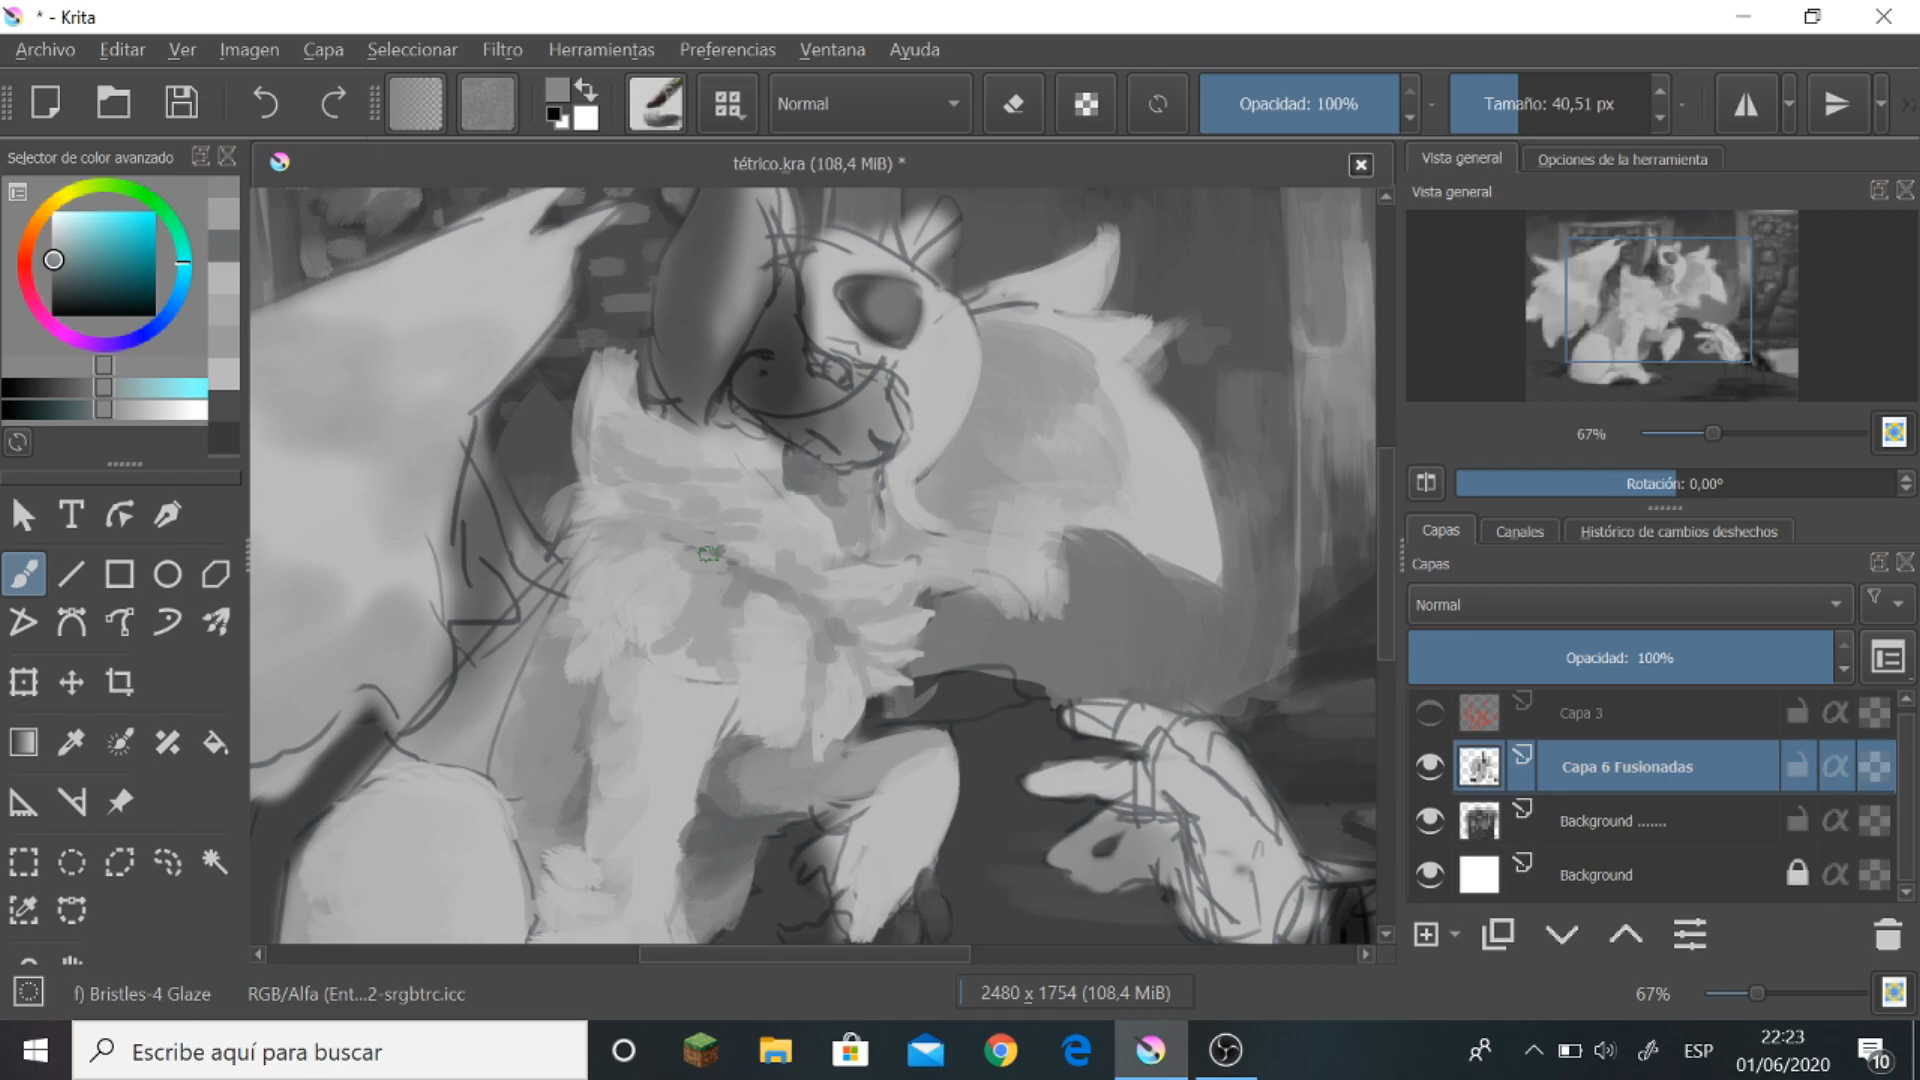 * - Krita
Archivo Editar Ver Imagen Capa Seleccionar Filtro Herramientas Preferencias Ventana Ayuda
Normal Opacidad: 100% Tamaño: 40,51 px
Selector de color avanzado
tétrico.kra (108,4 MiB) *
Vista general Opciones de la herramienta
Vista general
67%
Rotación: 0,00º
Capas Canales Histórico de cambios deshechos
Capas
Normal
Opacidad: 100%
Capa 3
Capa 6 Fusionadas
Background .......
Background
f) Bristles-4 Glaze RGB/Alfa (Ent...2-srgbtrc.icc 2480 x 1754 (108,4 MiB) 67%
Escribe aquí para buscar
ESP
22:23
01/06/2020
10